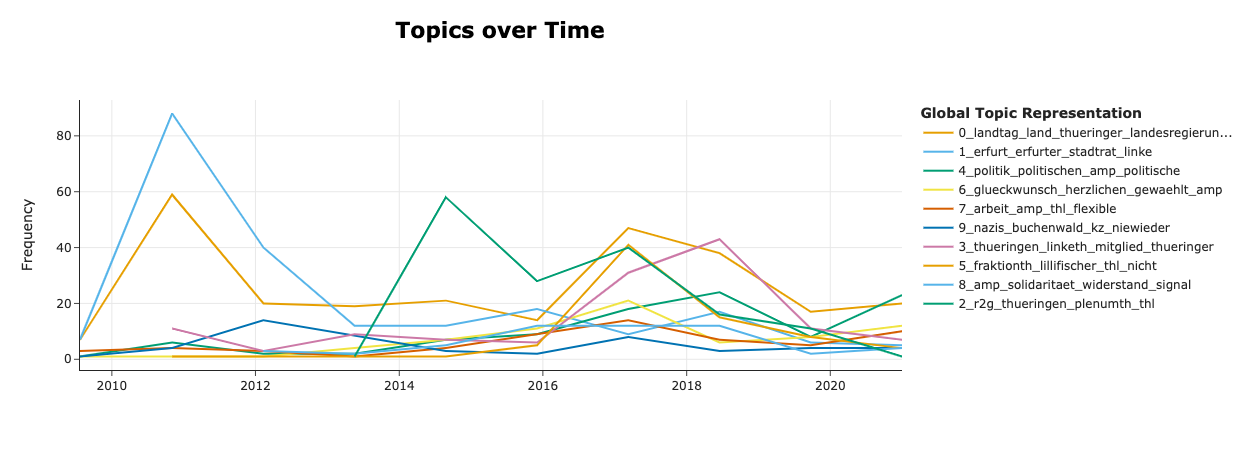 Topics over Time
Global Topic Representation
0_landtag_land_thueringer_landesregierun...
1_erfurt_erfurter_stadtrat_linke
4_politik_politischen_amp_politische
6_glueckwunsch_herzlichen_gewaehlt_amp
7_arbeit_amp_thl_flexible
9_nazis_buchenwald_kz_niewieder
3_thueringen_linketh_mitglied_thueringer
5_fraktionth_lillifischer_thl_nicht
8_amp_solidaritaet_widerstand_signal
2_r2g_thueringen_plenumth_thl
Frequency
80
60
40
20
0
2010 2012 2014 2016 2018 2020